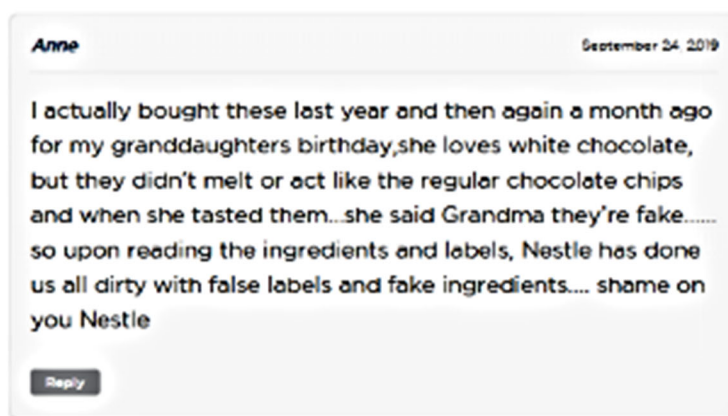 Anne
September 24, 2019
I actually bought these last year and then again a month ago
for my granddaughters birthday,she loves white chocolate,
but they didn't melt or act like the regular chocolate chips
and when she tasted them...she said Grandma they're fake......
so upon reading the ingredients and labels, Nestle has done
us all dirty with false labels and fake ingredients.... shame on
you Nestle
Reply